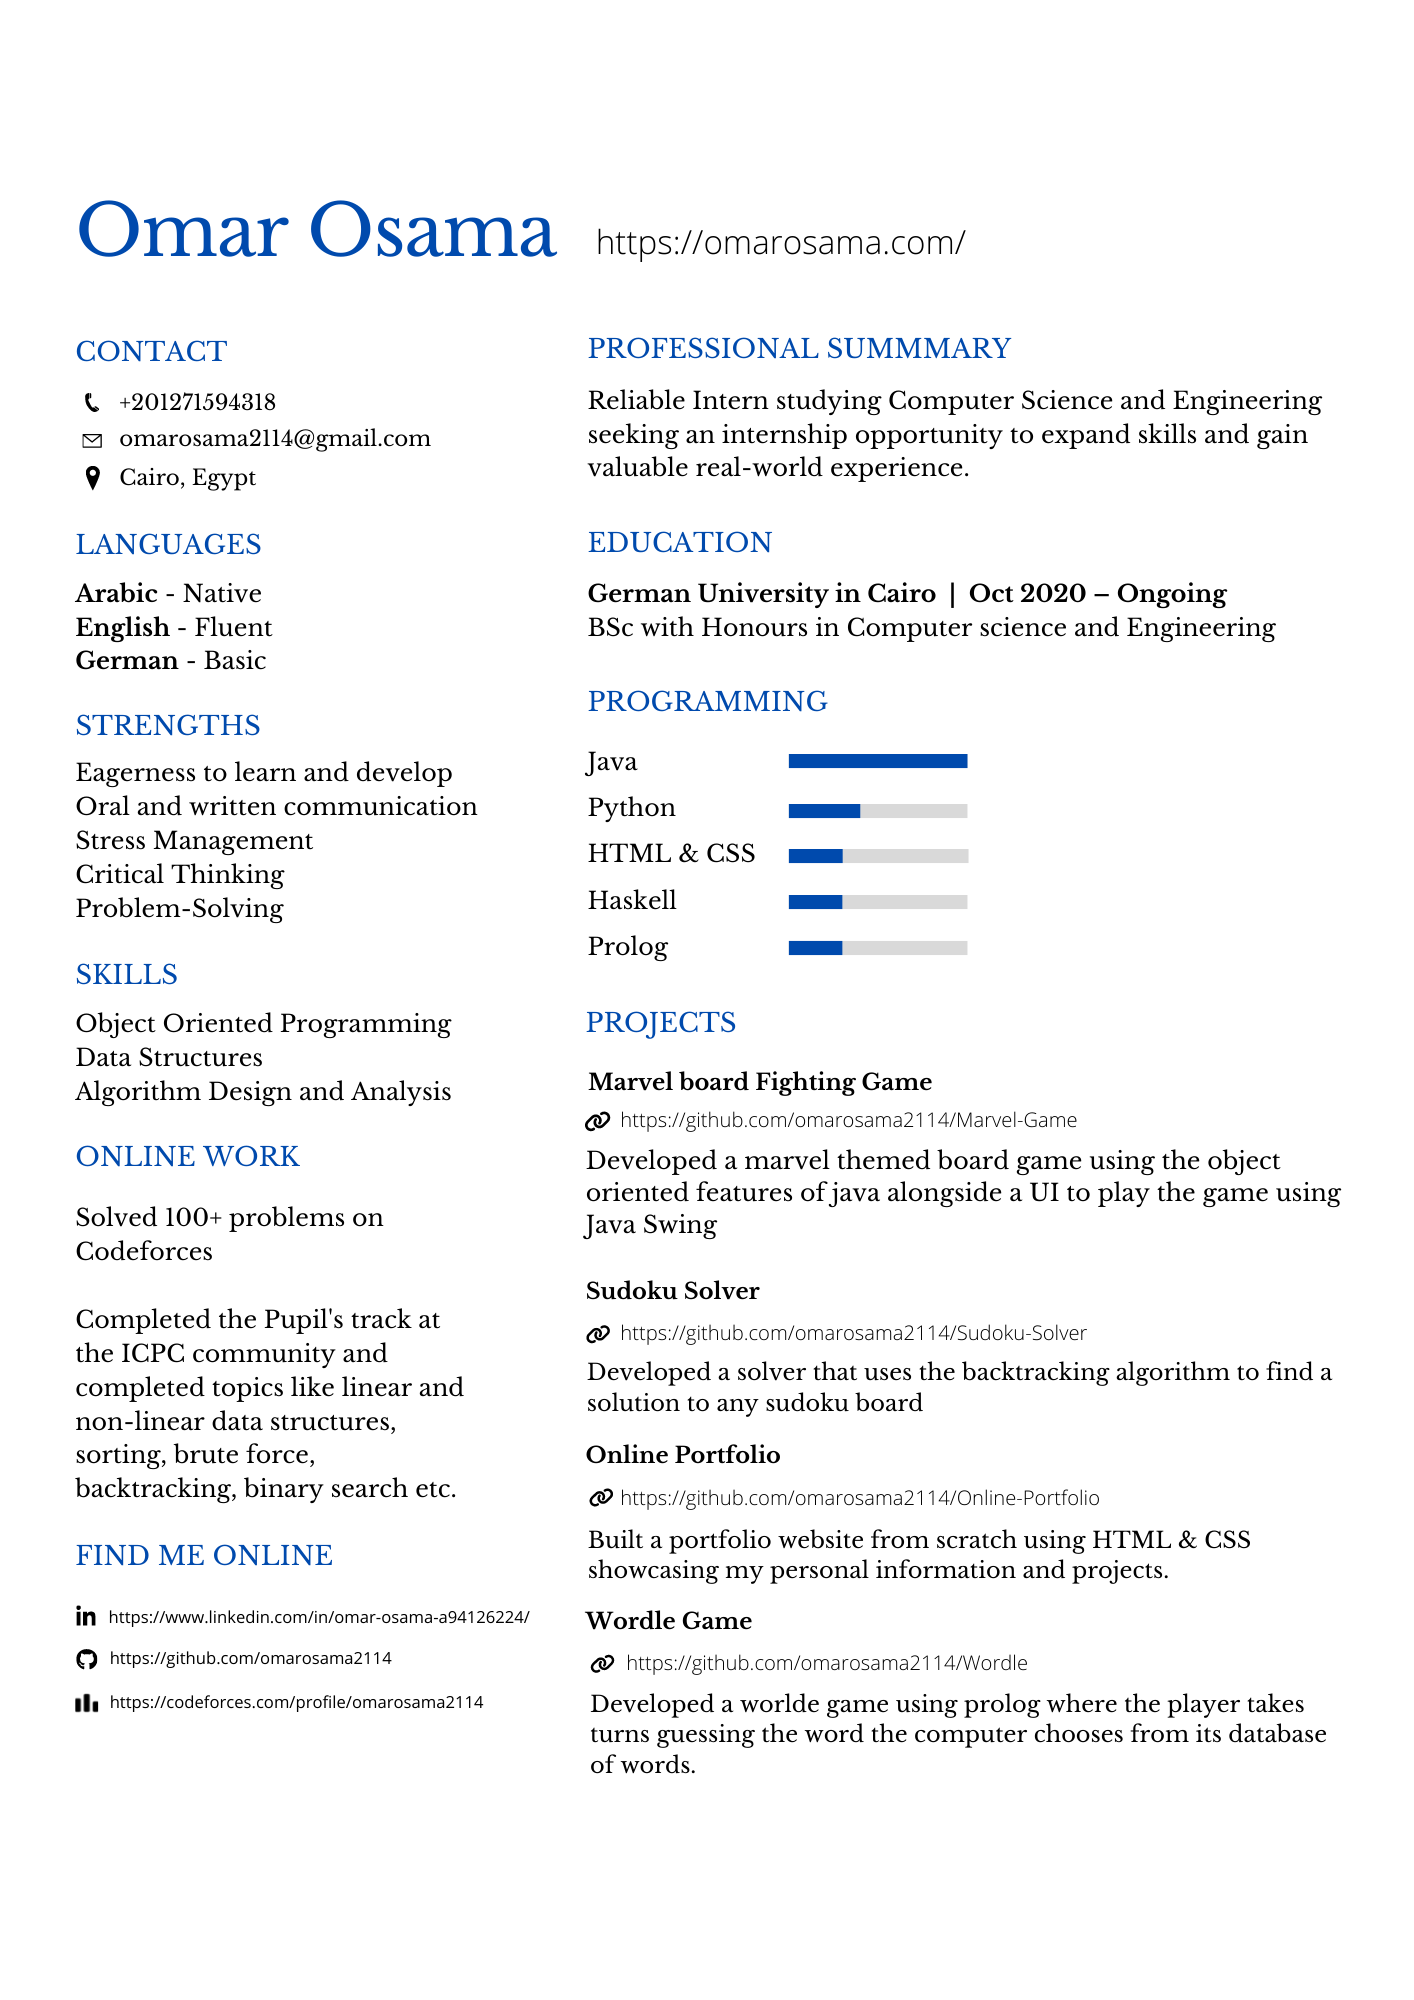 Omar Osama
https://omarosama.com/
CONTACT
+201271594318
omarosama2114@gmail.com
Cairo, Egypt
LANGUAGES
Arabic - Native
English - Fluent
German - Basic
STRENGTHS
Eagerness to learn and develop
Oral and written communication
Stress Management
Critical Thinking
Problem-Solving
SKILLS
Object Oriented Programming
Data Structures
Algorithm Design and Analysis
ONLINE WORK
Solved 100+ problems on
Codeforces
Completed the Pupil's track at
the ICPC community and
completed topics like linear and
non-linear data structures,
sorting, brute force,
backtracking, binary search etc.
FIND ME ONLINE
https://www.linkedin.com/in/omar-osama-a94126224/
https://github.com/omarosama2114
https://codeforces.com/profile/omarosama2114
PROFESSIONAL SUMMMARY
Reliable Intern studying Computer Science and Engineering
seeking an internship opportunity to expand skills and gain
valuable real-world experience.
EDUCATION
German University in Cairo | Oct 2020 – Ongoing
BSc with Honours in Computer science and Engineering
PROGRAMMING
Java
Python
HTML & CSS
Haskell
Prolog
PROJECTS
Marvel board Fighting Game
https://github.com/omarosama2114/Marvel-Game
Developed a marvel themed board game using the object
oriented features of java alongside a UI to play the game using
Java Swing
Sudoku Solver
https://github.com/omarosama2114/Sudoku-Solver
Developed a solver that uses the backtracking algorithm to find a
solution to any sudoku board
Online Portfolio
https://github.com/omarosama2114/Online-Portfolio
Built a portfolio website from scratch using HTML & CSS
showcasing my personal information and projects.
Wordle Game
https://github.com/omarosama2114/Wordle
Developed a worlde game using prolog where the player takes
turns guessing the word the computer chooses from its database
of words.